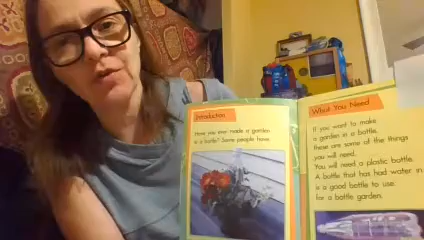 Introduction
Have you ever made a garden
in a bottle? Some people have.
What You Need
If you want to make
a garden in a bottle,
these are some of the things
you will need.
You will need a plastic bottle.
A bottle that has had water in
is a good bottle to use
for a bottle garden.